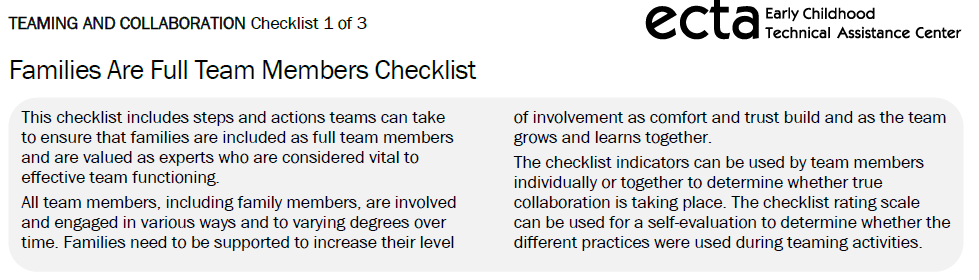 TEAMING AND COLLABORATION Checklist 1 of 3
ecta Early Childhood
Technical Assistance Center
Families Are Full Team Members Checklist
This checklist includes steps and actions teams can take
to ensure that families are included as full team members
and are valued as experts who are considered vital to
effective team functioning.
All team members, including family members, are involved
and engaged in various ways and to varying degrees over
time. Families need to be supported to increase their level
of involvement as comfort and trust build and as the team
grows and learns together.
The checklist indicators can be used by team members
individually or together to determine whether true
collaboration is taking place. The checklist rating scale
can be used for a self-evaluation to determine whether the
different practices were used during teaming activities.